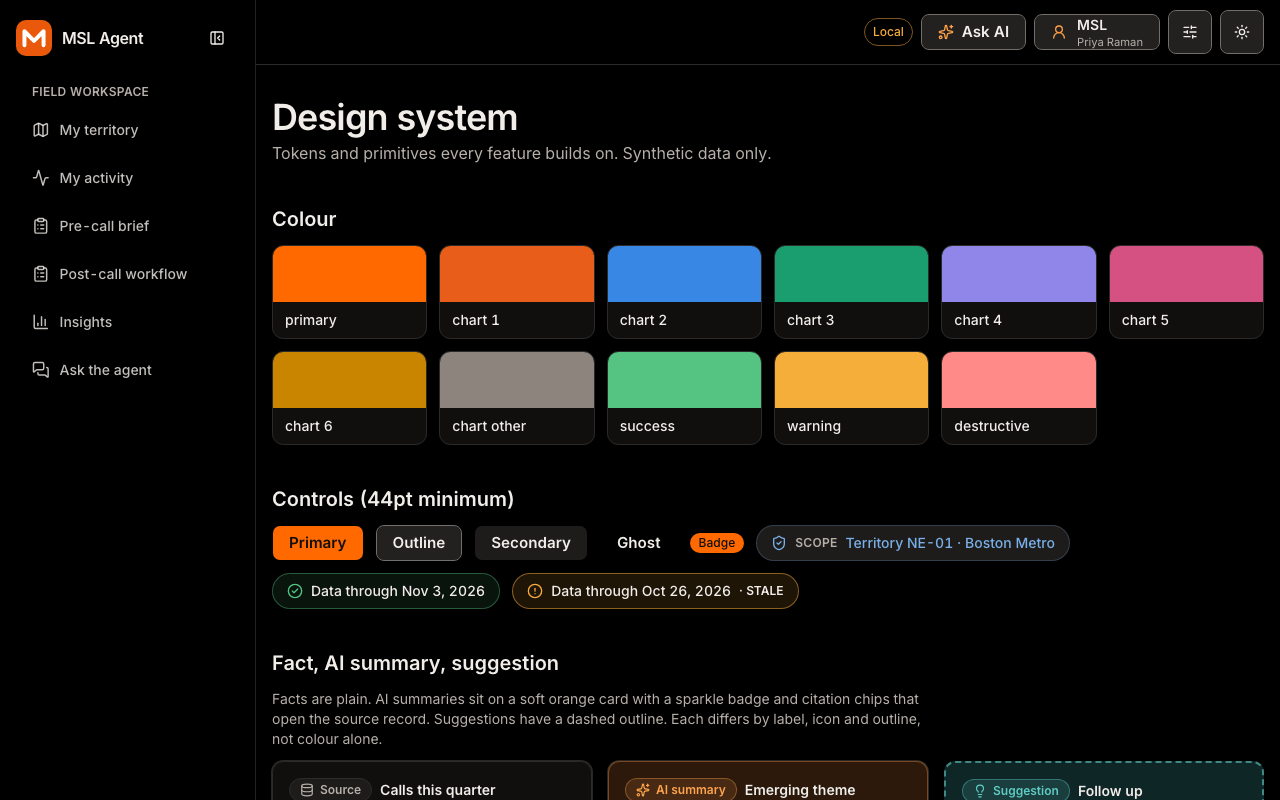 MSL Agent
Local
Ask AI
MSL
Priya Raman
FIELD WORKSPACE
My territory
My activity
Pre-call brief
Post-call workflow
Insights
Ask the agent
Design system
Tokens and primitives every feature builds on. Synthetic data only.
Colour
primary
chart 1
chart 2
chart 3
chart 4
chart 5
chart 6
chart other
success
warning
destructive
Controls (44pt minimum)
Primary
Outline
Secondary
Ghost
Badge
SCOPE Territory NE-01 · Boston Metro
Data through Nov 3, 2026
Data through Oct 26, 2026 · STALE
Fact, AI summary, suggestion
Facts are plain. AI summaries sit on a soft orange card with a sparkle badge and citation chips that
open the source record. Suggestions have a dashed outline. Each differs by label, icon and outline,
not colour alone.
Source Calls this quarter
AI summary Emerging theme
Suggestion Follow up